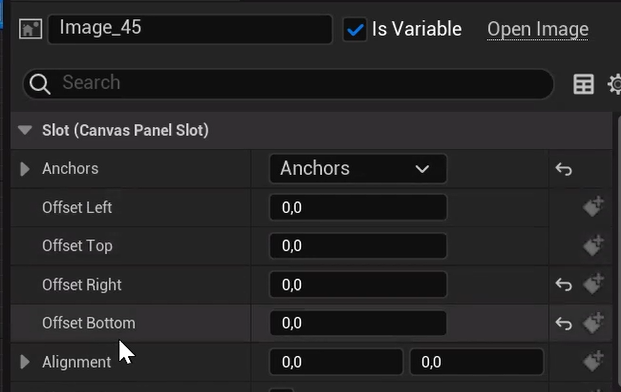 Image_45
Is Variable
Open Image
Search
Slot (Canvas Panel Slot)
Anchors
Anchors
Offset Left
0,0
Offset Top
0,0
Offset Right
0,0
Offset Bottom
0,0
Alignment
0,0
0,0